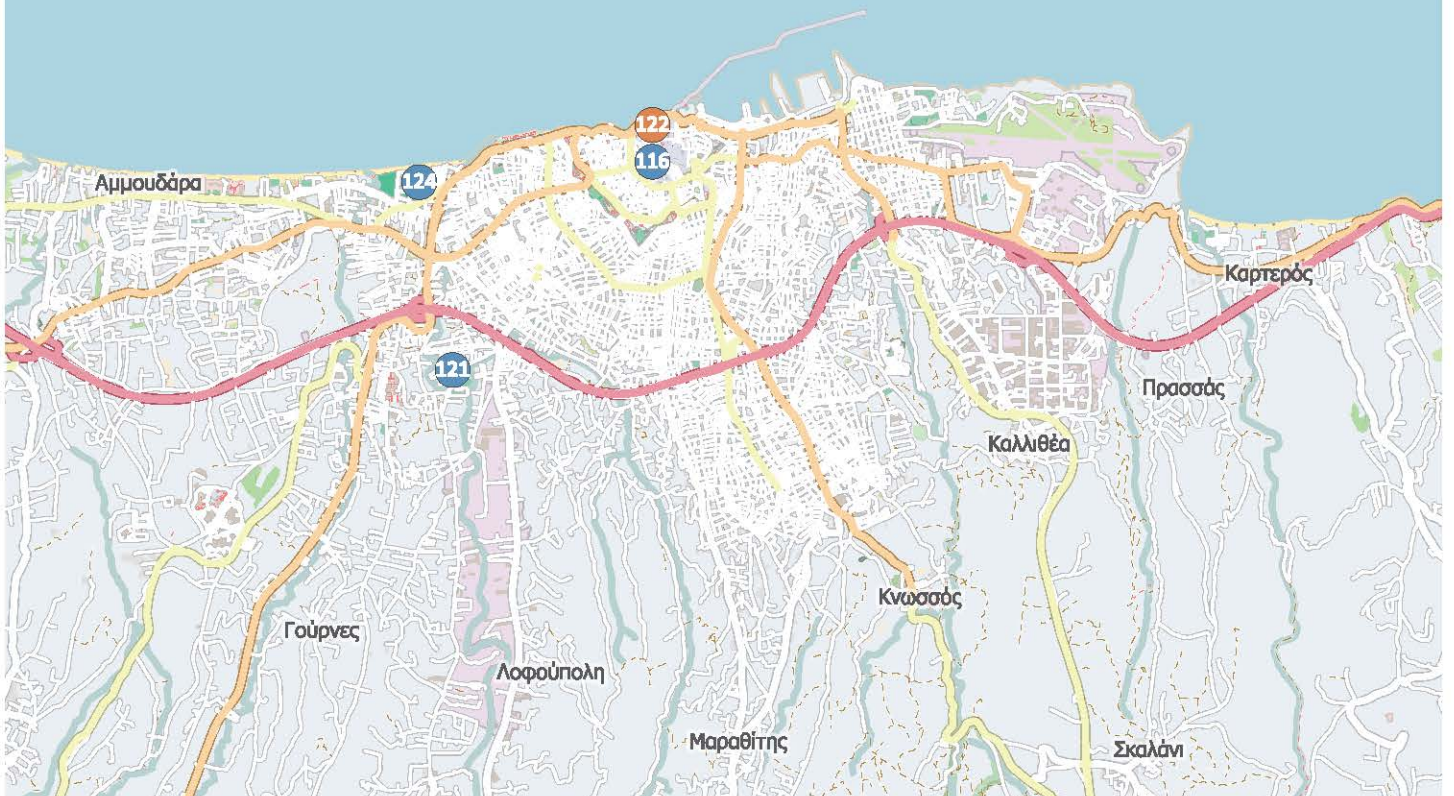 122
116
124
Αμμουδάρα
Καρτερός
121
Πρασσάς
Καλλιθέα
Κνωσσός
Γούρνες
Λοφούπολη
Μαραθίτης
Σκαλάνι